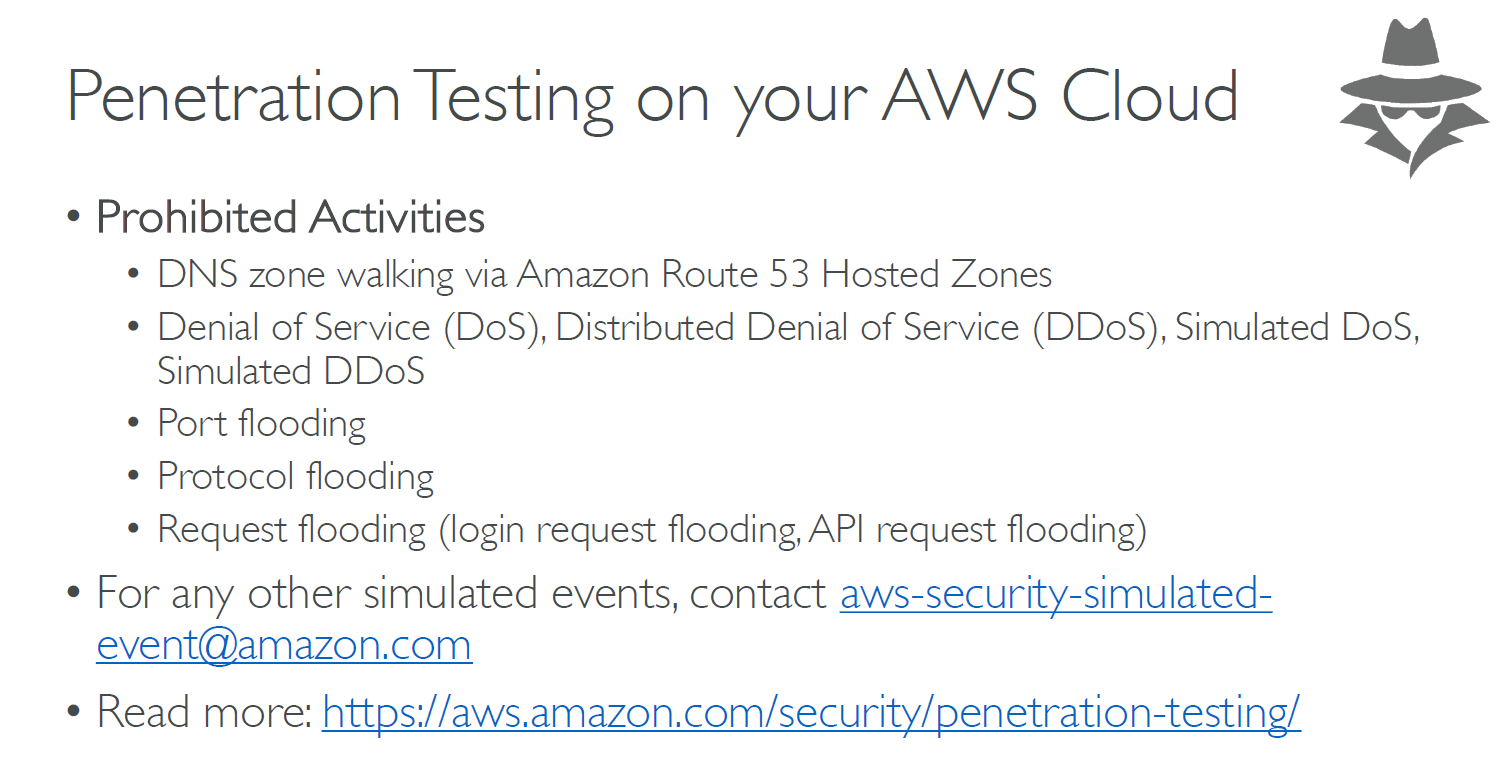 Penetration Testing on your AWS Cloud
• Prohibited Activities
• DNS zone walking via Amazon Route 53 Hosted Zones
• Denial of Service (DoS), Distributed Denial of Service (DDoS), Simulated DoS,
Simulated DDoS
• Port flooding
• Protocol flooding
• Request flooding (login request flooding, API request flooding)
• For any other simulated events, contact aws-security-simulated-
event@amazon.com
• Read more: https://aws.amazon.com/security/penetration-testing/